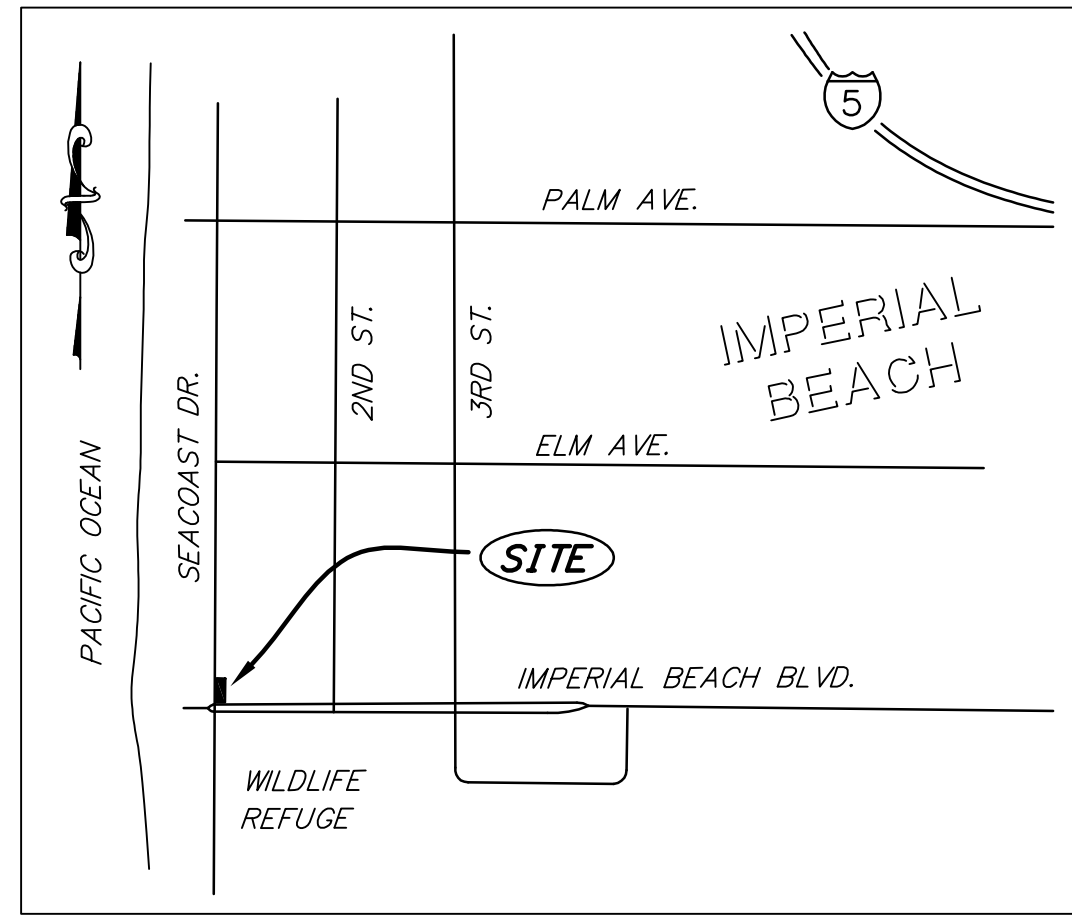 5
PALM AVE.
IMPERIAL
BEACH
2ND ST.
3RD ST.
SEACOAST DR.
PACIFIC OCEAN
ELM AVE.
SITE
IMPERIAL BEACH BLVD.
WILDLIFE
REFUGE